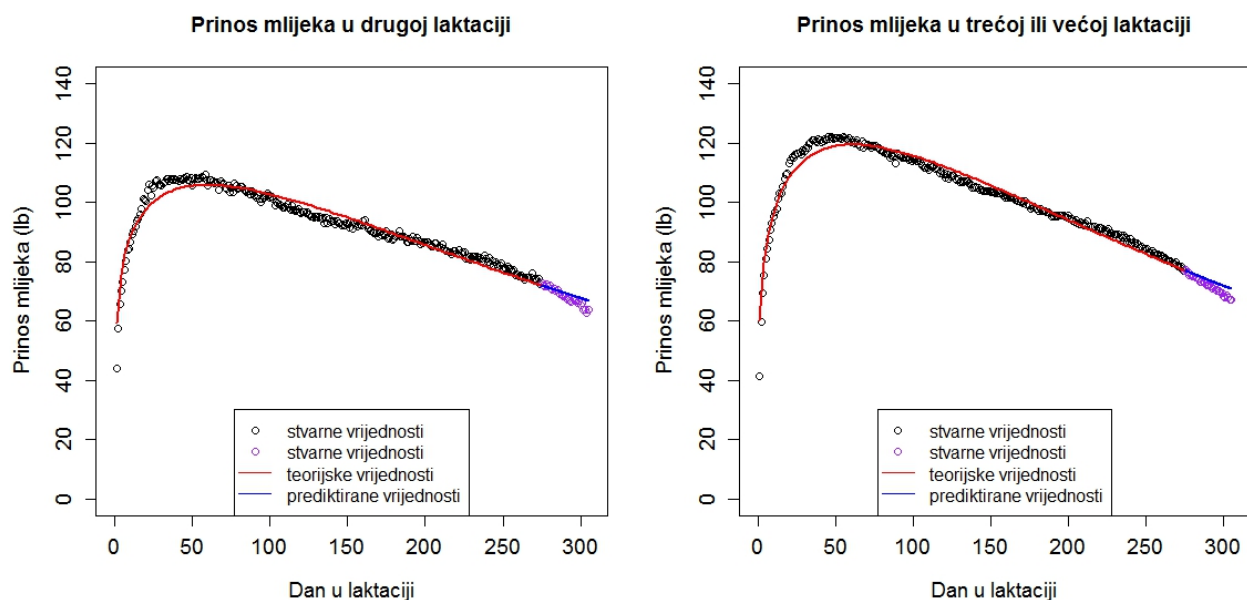 Prinos mlijeka u drugoj laktaciji
Prinos mlijeka (lb)
140
120
100
80
60
40
20
0
stvarne vrijednosti
stvarne vrijednosti
teorijske vrijednosti
prediktirane vrijednosti
0 50 100 150 200 250 300
Dan u laktaciji
Prinos mlijeka u trećoj ili većoj laktaciji
Prinos mlijeka (lb)
140
120
100
80
60
40
20
0
stvarne vrijednosti
stvarne vrijednosti
teorijske vrijednosti
prediktirane vrijednosti
0 50 100 150 200 250 300
Dan u laktaciji